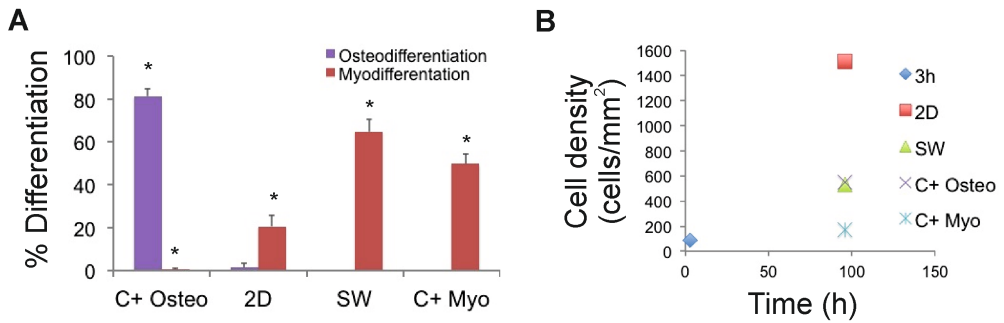 A
% Differentiation
100
80
60
40
20
0
*
*
*
*
*
Osteodifferentiation
Myodifferentation
C+ Osteo 2D SW C+ Myo
B
Cell density
(cells/mm²)
1600
1400
1200
1000
800
600
400
200
0
0 50 100 150
Time (h)
3h
2D
SW
C+ Osteo
C+ Myo